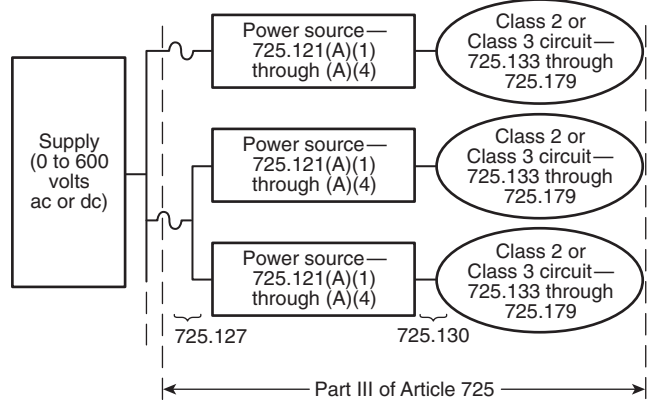 Supply
(0 to 600
volts
ac or dc)
Power source—
725.121(A)(1)
through (A)(4)
Class 2 or
Class 3 circuit—
725.133 through
725.179
Power source—
725.121(A)(1)
through (A)(4)
Class 2 or
Class 3 circuit—
725.133 through
725.179
Power source—
725.121(A)(1)
through (A)(4)
Class 2 or
Class 3 circuit—
725.133 through
725.179
725.127
725.130
Part III of Article 725